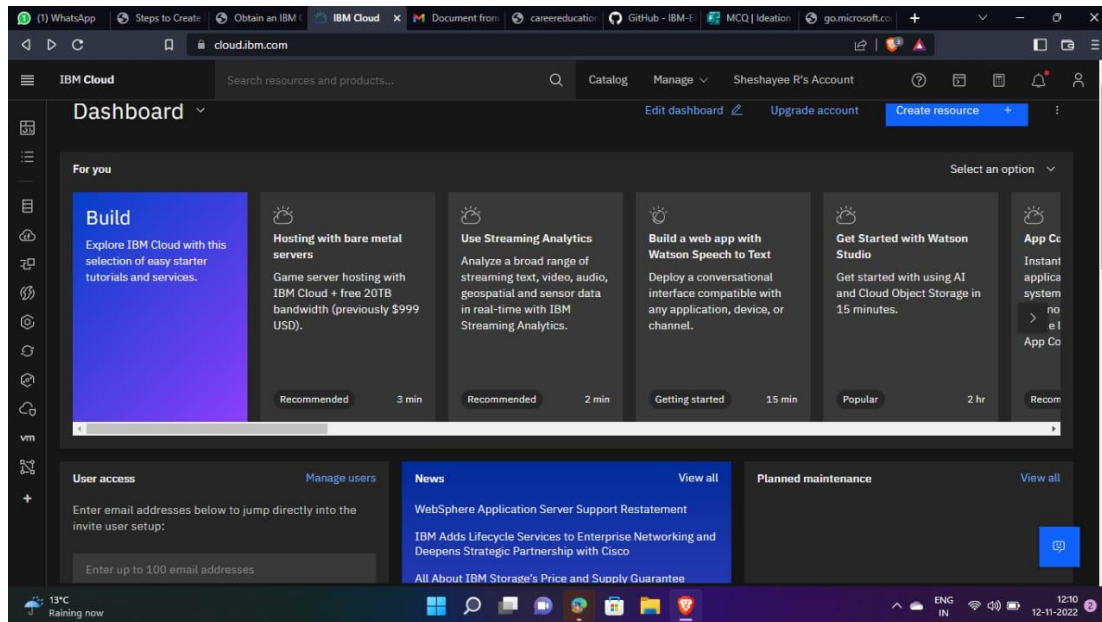 (1) WhatsApp
Steps to Create
Obtain an IBM C
IBM Cloud
Document from
careereducation
GitHub - IBM-E
MCQ | Ideation
go.microsoft.co
cloud.ibm.com
IBM Cloud
Search resources and products...
Catalog
Manage
Sheshayee R's Account
Dashboard
Edit dashboard
Upgrade account
Create resource +
For you
Select an option
Build
Explore IBM Cloud with this
selection of easy starter
tutorials and services.
Hosting with bare metal
servers
Game server hosting with
IBM Cloud + free 20TB
bandwidth (previously $999
USD).
Recommended
3 min
Use Streaming Analytics
Analyze a broad range of
streaming text, video, audio,
geospatial and sensor data
in real-time with IBM
Streaming Analytics.
Recommended
2 min
Build a web app with
Watson Speech to Text
Deploy a conversational
interface compatible with
any application, device, or
channel.
Getting started
15 min
Get Started with Watson
Studio
Get started with using AI
and Cloud Object Storage in
15 minutes.
Popular
2 hr
App Co
Instant
applica
system
no
e l
App Co
Recom
vm
User access
Manage users
Enter email addresses below to jump directly into the
invite user setup:
Enter up to 100 email addresses
News
View all
WebSphere Application Server Support Restatement
IBM Adds Lifecycle Services to Enterprise Networking and
Deepens Strategic Partnership with Cisco
All About IBM Storage's Price and Supply Guarantee
Planned maintenance
View all
13°C
Raining now
ENG
IN
12:10
12-11-2022
2